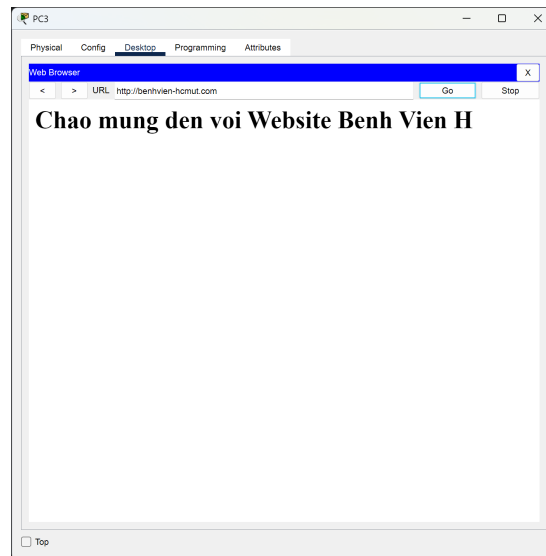 PC3
Physical Config Desktop Programming Attributes
Web Browser X
< > URL http://benhvien-hcmut.com Go Stop
Chao mung den voi Website Benh Vien H
Top